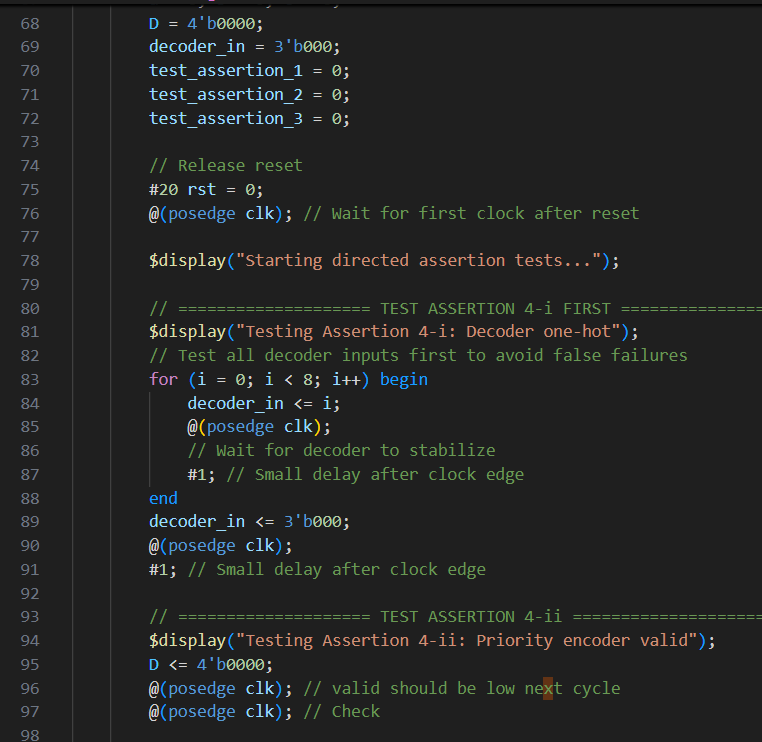 68 D = 4'b0000;
69 decoder_in = 3'b000;
70 test_assertion_1 = 0;
71 test_assertion_2 = 0;
72 test_assertion_3 = 0;
73
74 // Release reset
75 #20 rst = 0;
76 @(posedge clk); // Wait for first clock after reset
77
78 $display("Starting directed assertion tests...");
79
80 // ==================== TEST ASSERTION 4-i FIRST ===============
81 $display("Testing Assertion 4-i: Decoder one-hot");
82 // Test all decoder inputs first to avoid false failures
83 for (i = 0; i < 8; i++) begin
84 decoder_in <= i;
85 @(posedge clk);
86 // Wait for decoder to stabilize
87 #1; // Small delay after clock edge
88 end
89 decoder_in <= 3'b000;
90 @(posedge clk);
91 #1; // Small delay after clock edge
92
93 // ==================== TEST ASSERTION 4-ii ====================
94 $display("Testing Assertion 4-ii: Priority encoder valid");
95 D <= 4'b0000;
96 @(posedge clk); // valid should be low next cycle
97 @(posedge clk); // Check
98